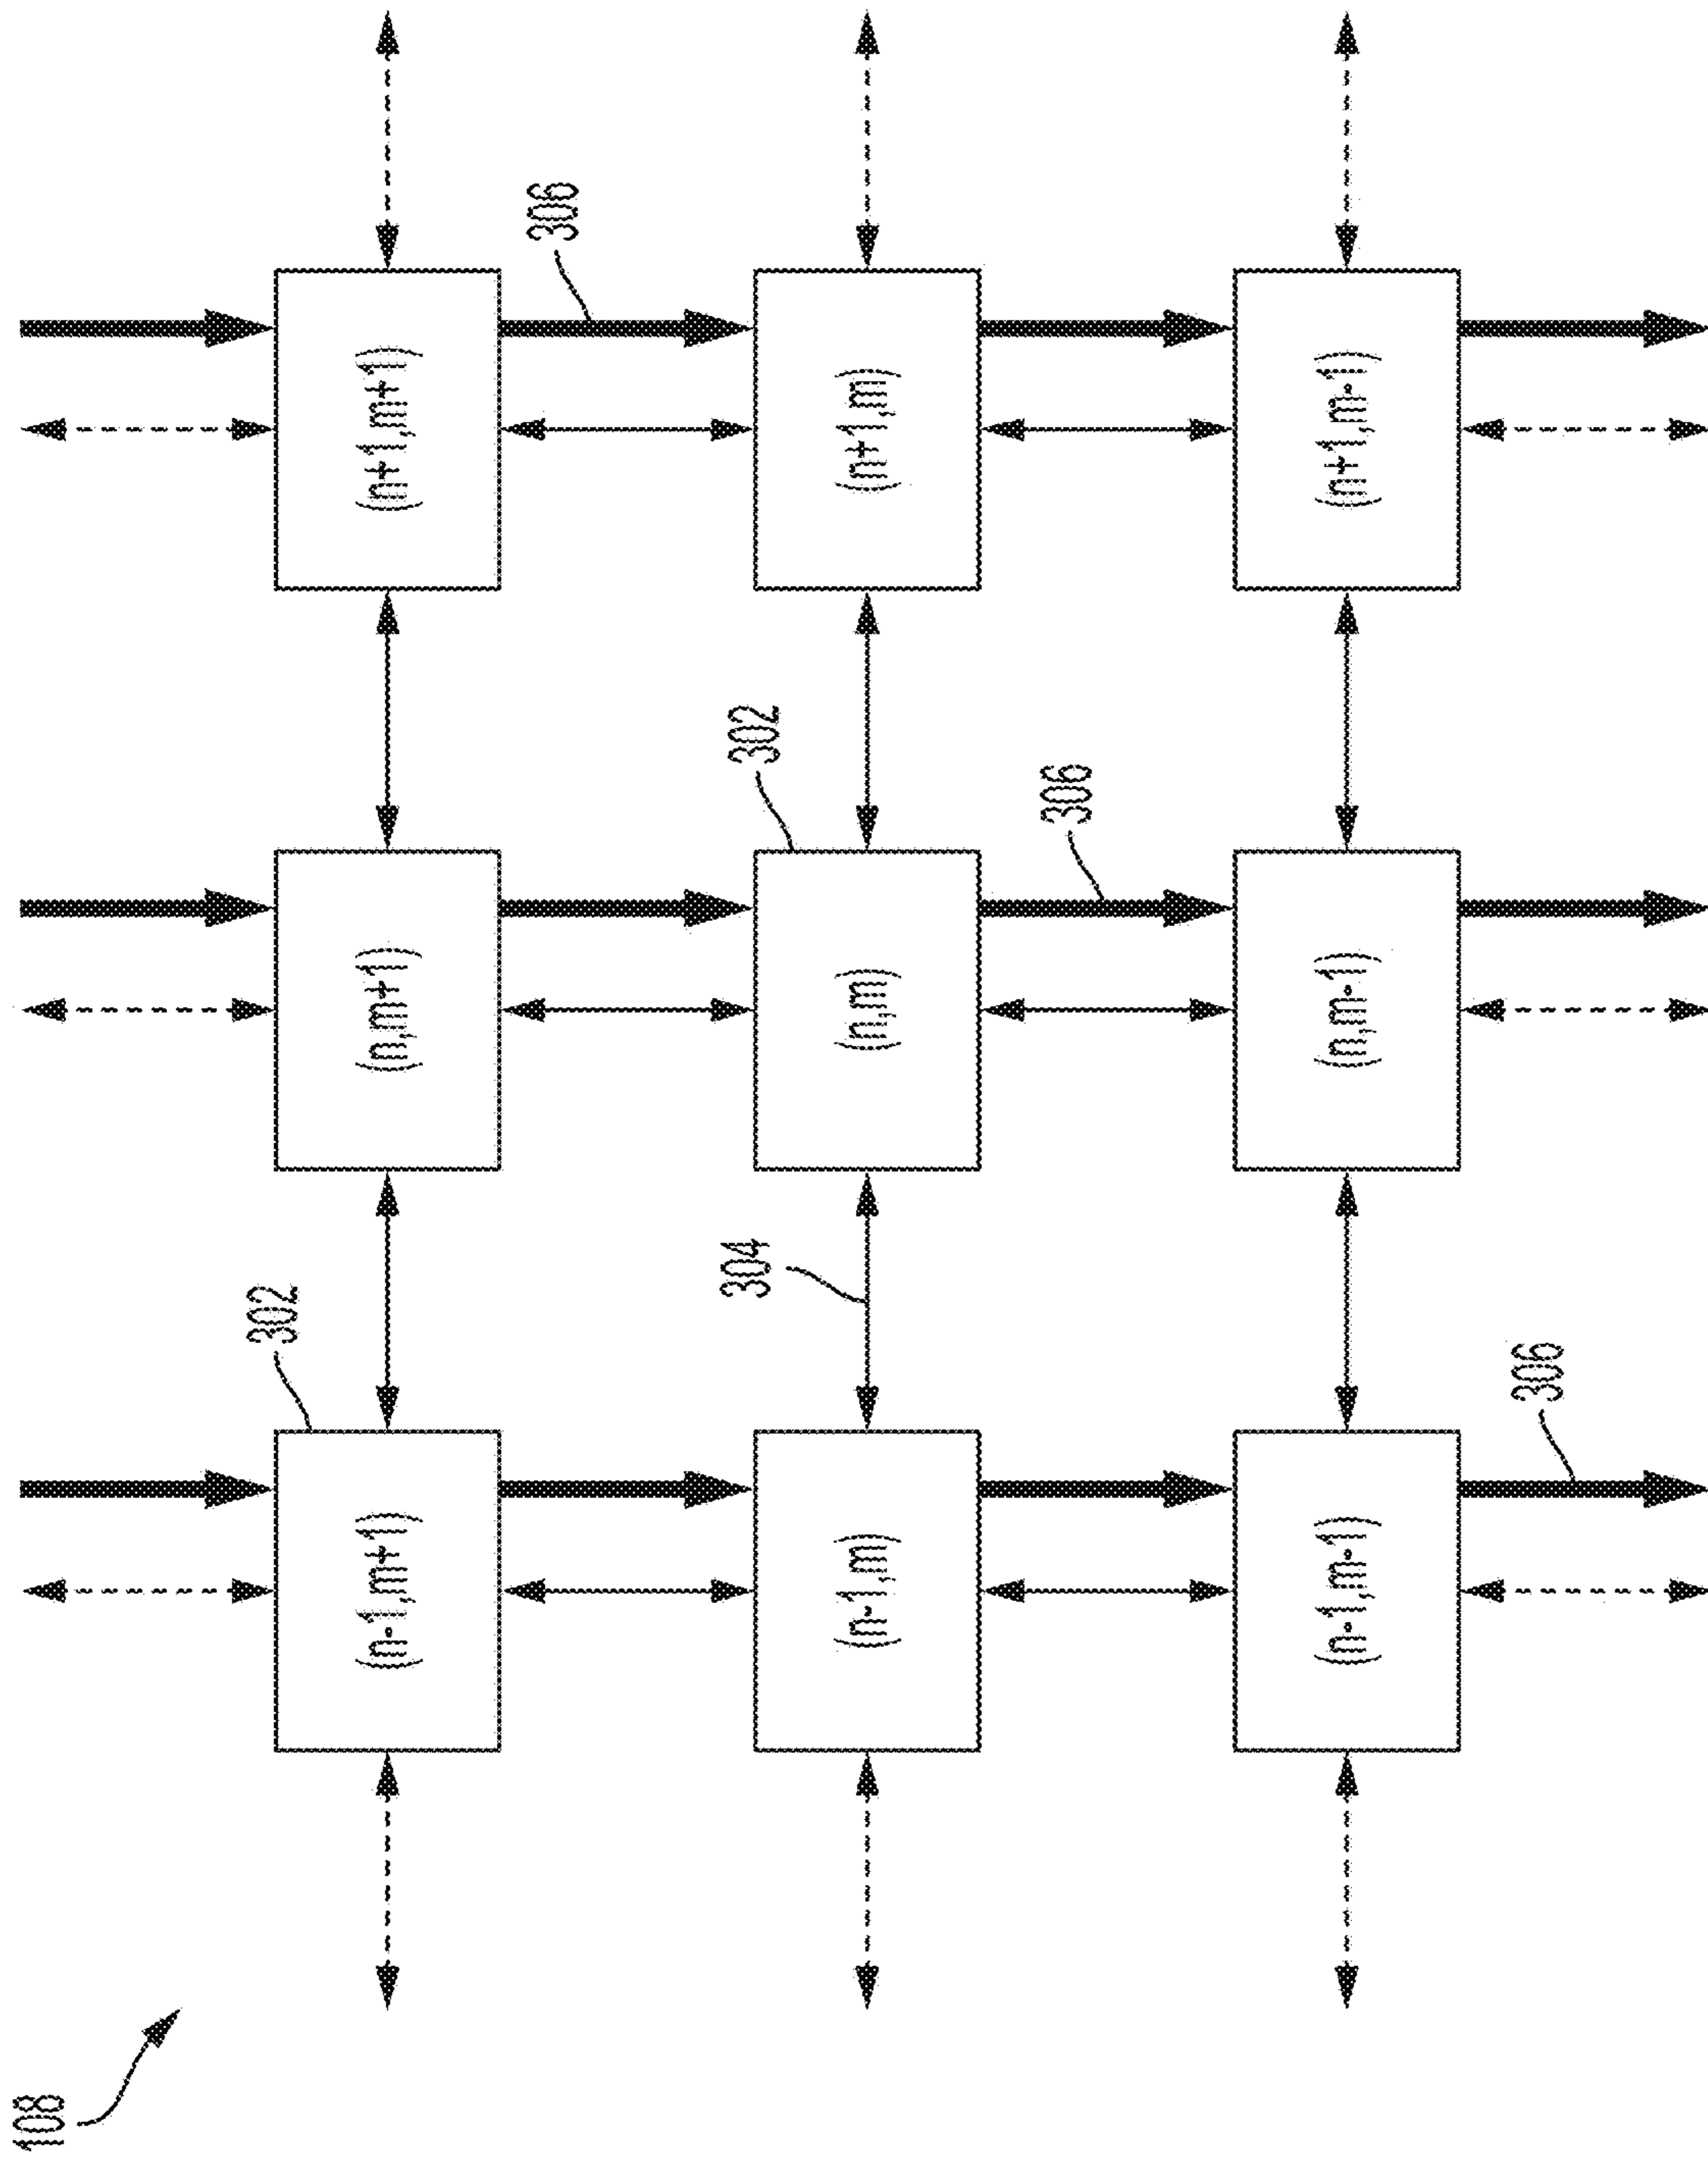 108
302
(n-1,m+1)
(n,m+1)
(n+1,m+1)
306
304
302
(n-1,m)
(n,m)
(n+1,m)
306
(n-1,m-1)
(n,m-1)
(n+1,m-1)
306